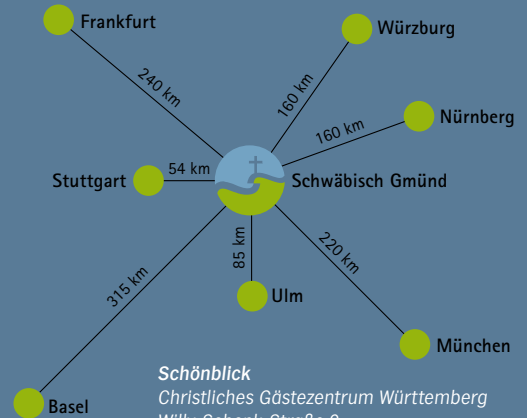 Frankfurt
Würzburg
240 km
160 km
160 km
Nürnberg
54 km
Stuttgart
Schwäbisch Gmünd
85 km
220 km
315 km
Ulm
München
Schönblick
Christliches Gästezentrum Württemberg
Basel